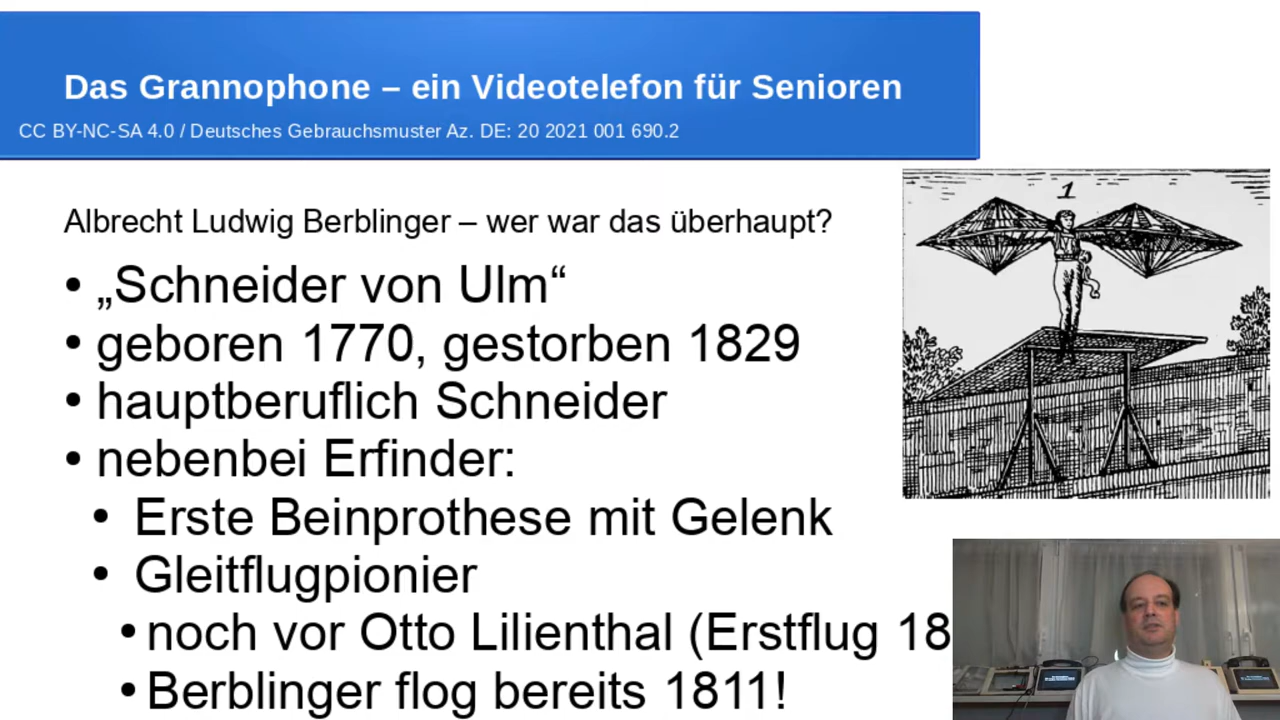 Das Grannophone – ein Videotelefon für Senioren
CC BY-NC-SA 4.0 / Deutsches Gebrauchsmuster Az. DE: 20 2021 001 690.2
1
Albrecht Ludwig Berblinger – wer war das überhaupt?
• „Schneider von Ulm“
• geboren 1770, gestorben 1829
• hauptberuflich Schneider
• nebenbei Erfinder:
• Erste Beinprothese mit Gelenk
• Gleitflugpionier
• noch vor Otto Lilienthal (Erstflug 18
• Berblinger flog bereits 1811!